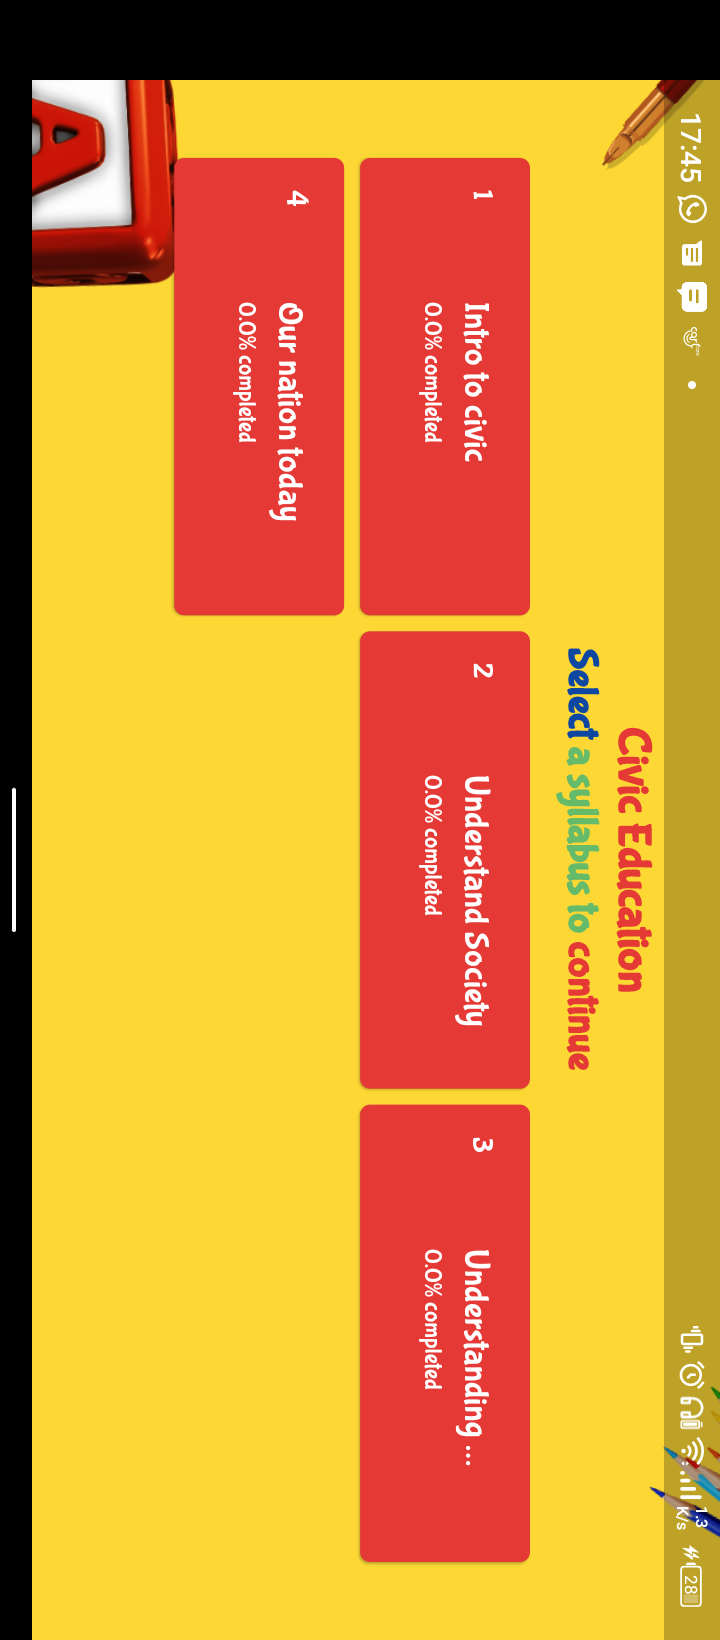 17:45
1.3
K/s
28
Civic Education
Select a syllabus to continue
1
Intro to civic
0.0% completed
2
Understand Society
0.0% completed
3
Understanding ...
0.0% completed
4
Our nation today
0.0% completed
A